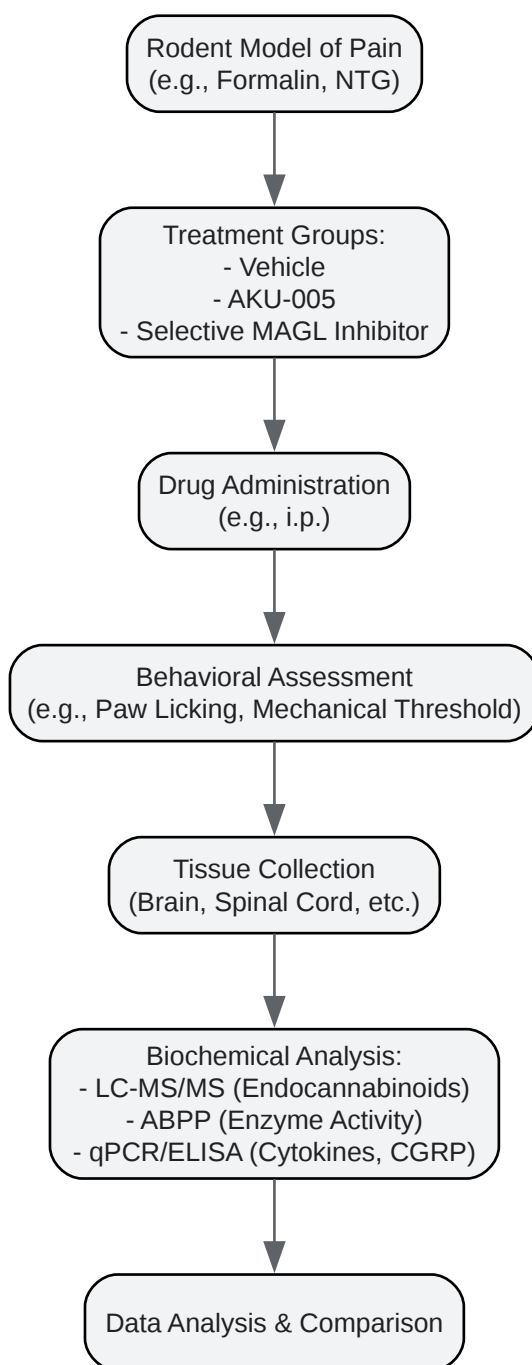 Rodent Model of Pain
(e.g., Formalin, NTG)
Treatment Groups:
- Vehicle
- AKU-005
- Selective MAGL Inhibitor
Drug Administration
(e.g., i.p.)
Behavioral Assessment
(e.g., Paw Licking, Mechanical Threshold)
Tissue Collection
(Brain, Spinal Cord, etc.)
Biochemical Analysis:
- LC-MS/MS (Endocannabinoids)
- ABPP (Enzyme Activity)
- qPCR/ELISA (Cytokines, CGRP)
Data Analysis & Comparison